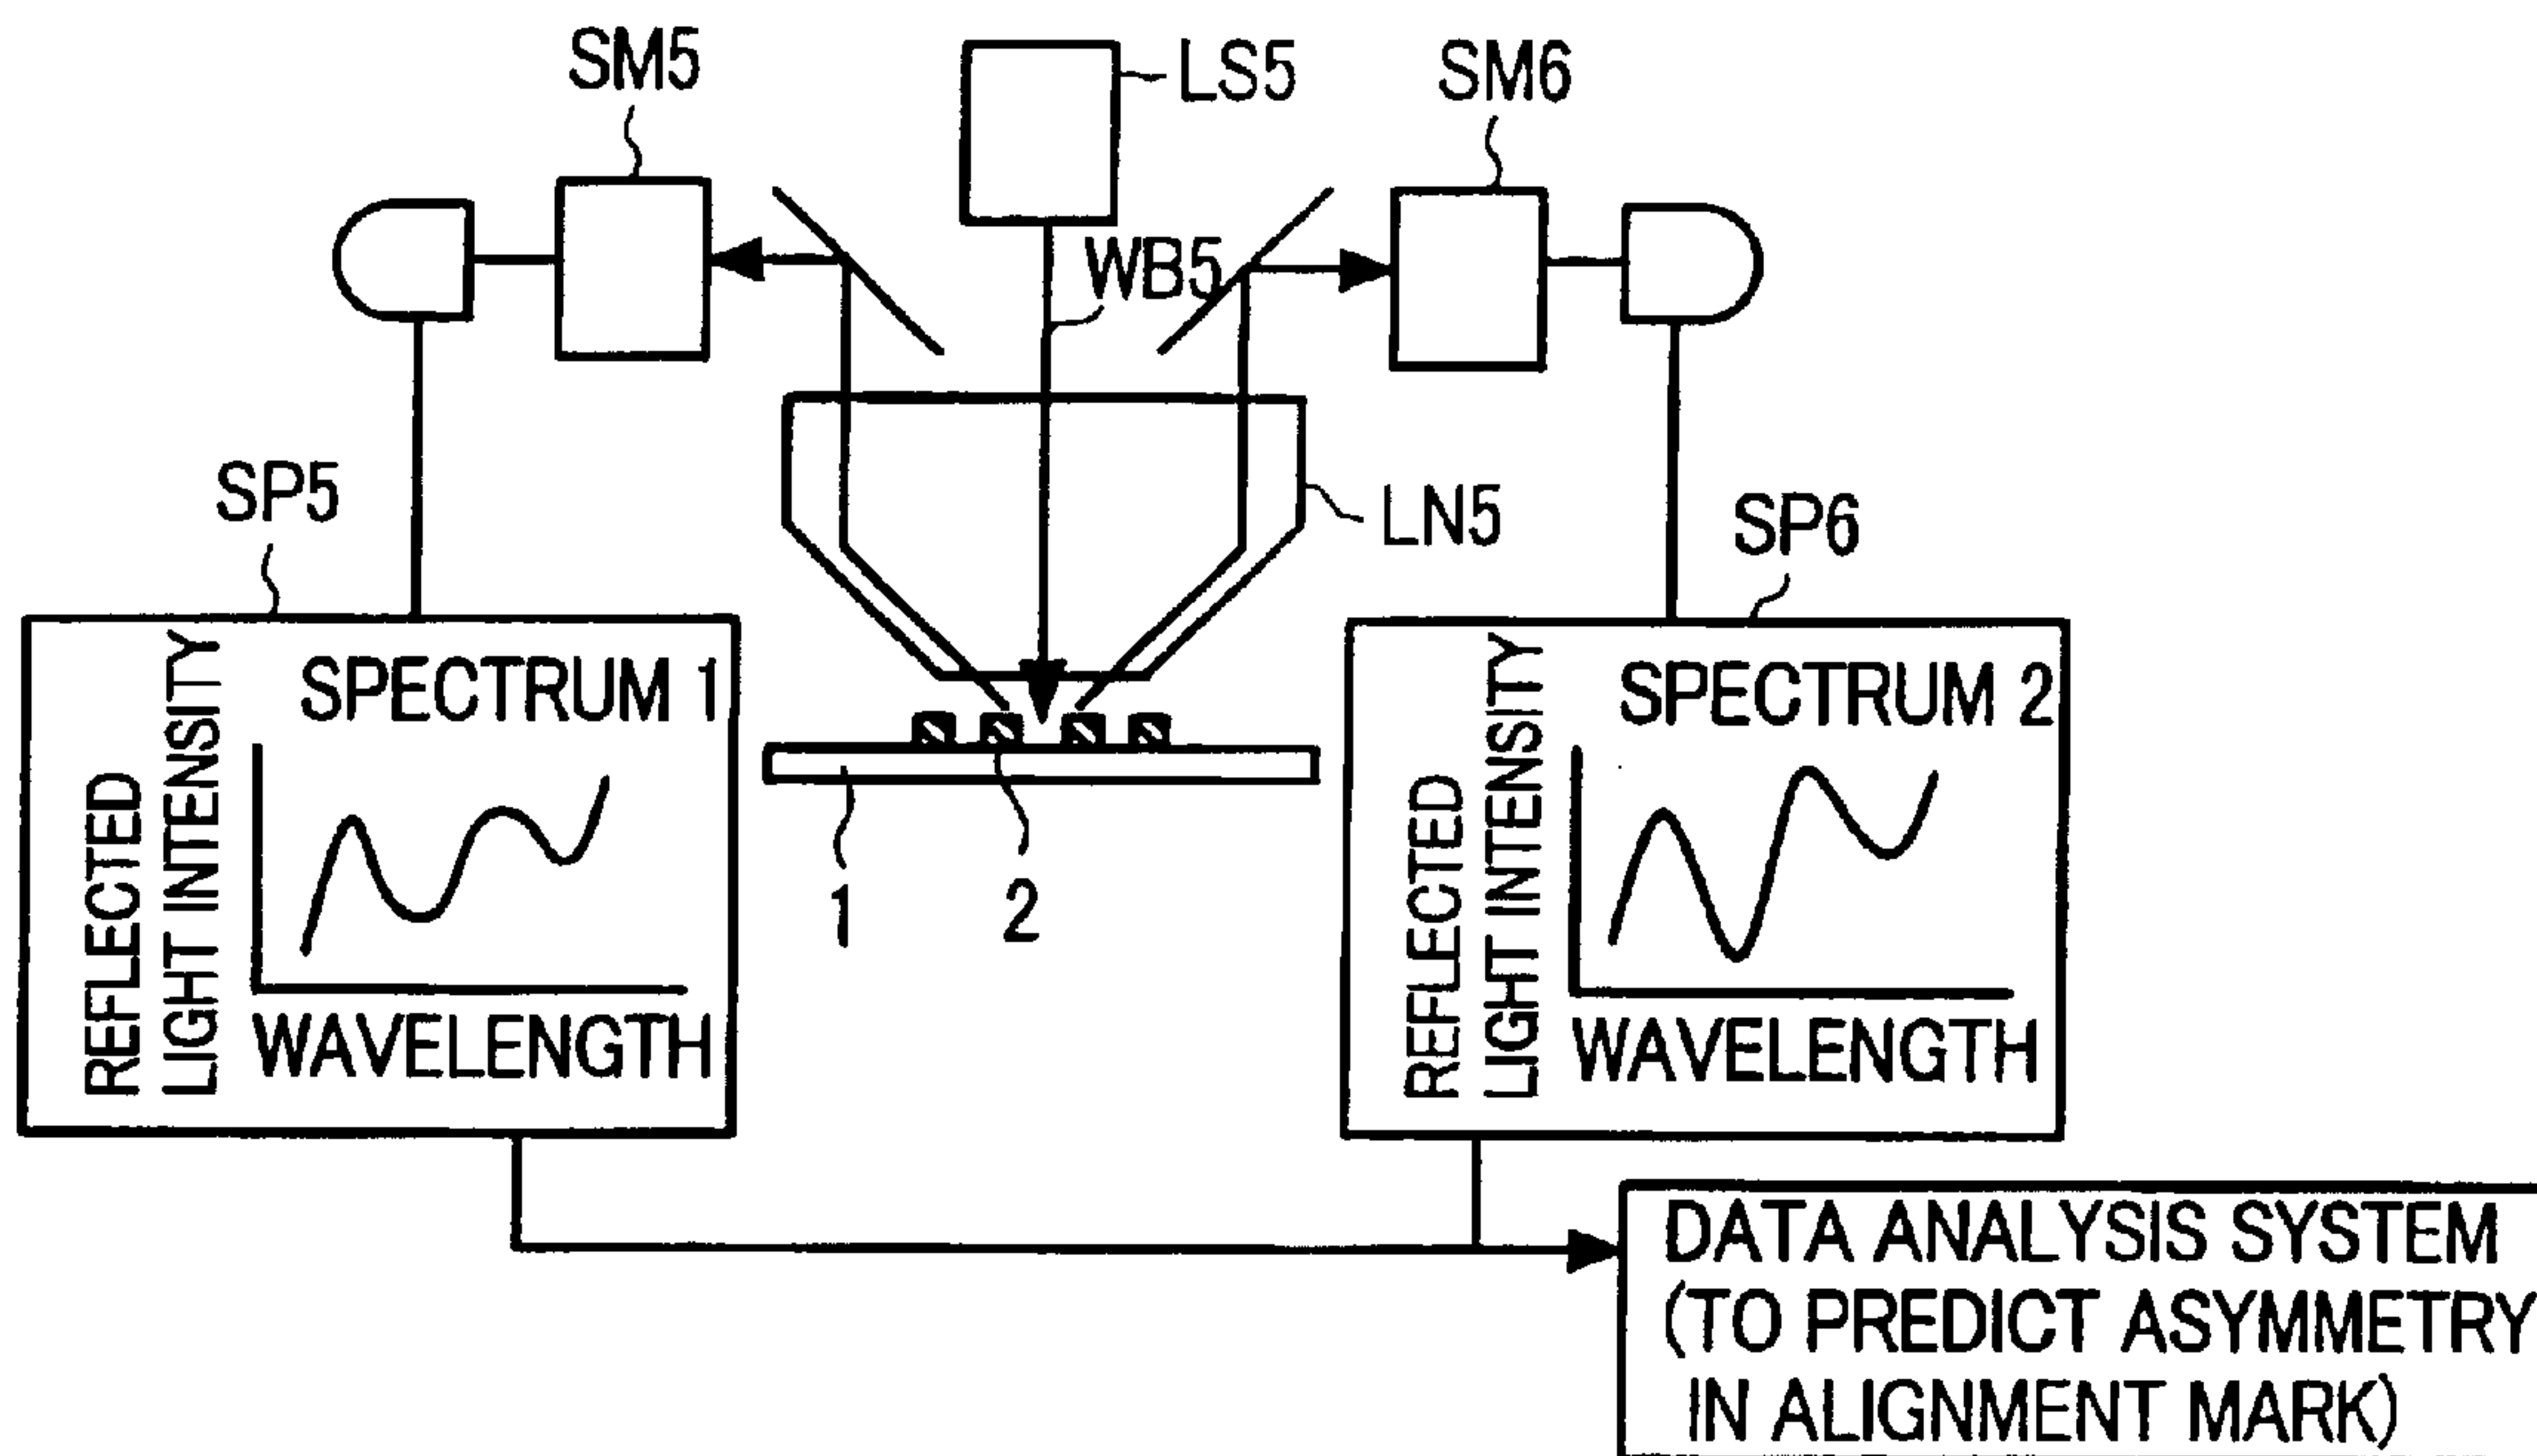 SM5
LS5
SM6
WB5
SP5
LN5
SP6
REFLECTED
LIGHT INTENSITY
SPECTRUM 1
WAVELENGTH
1
2
REFLECTED
LIGHT INTENSITY
SPECTRUM 2
WAVELENGTH
DATA ANALYSIS SYSTEM
(TO PREDICT ASYMMETRY
IN ALIGNMENT MARK)